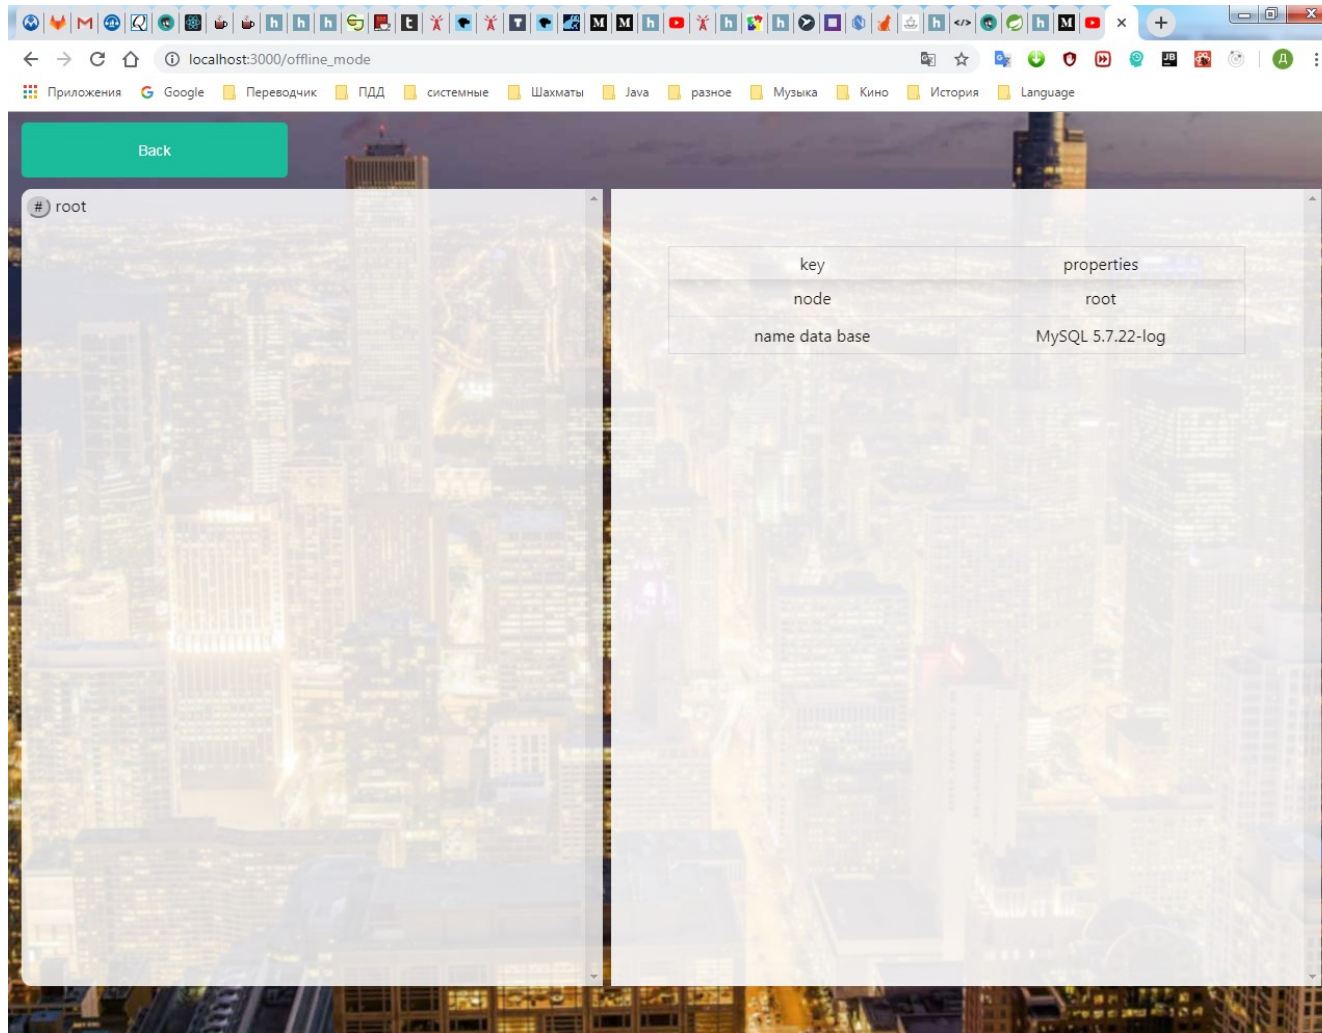 localhost:3000/offline_mode
Приложения Google Переводчик ПДД системные Шахматы Java разное Музыка Кино История Language
Back
# root
key properties
node root
name data base MySQL 5.7.22-log